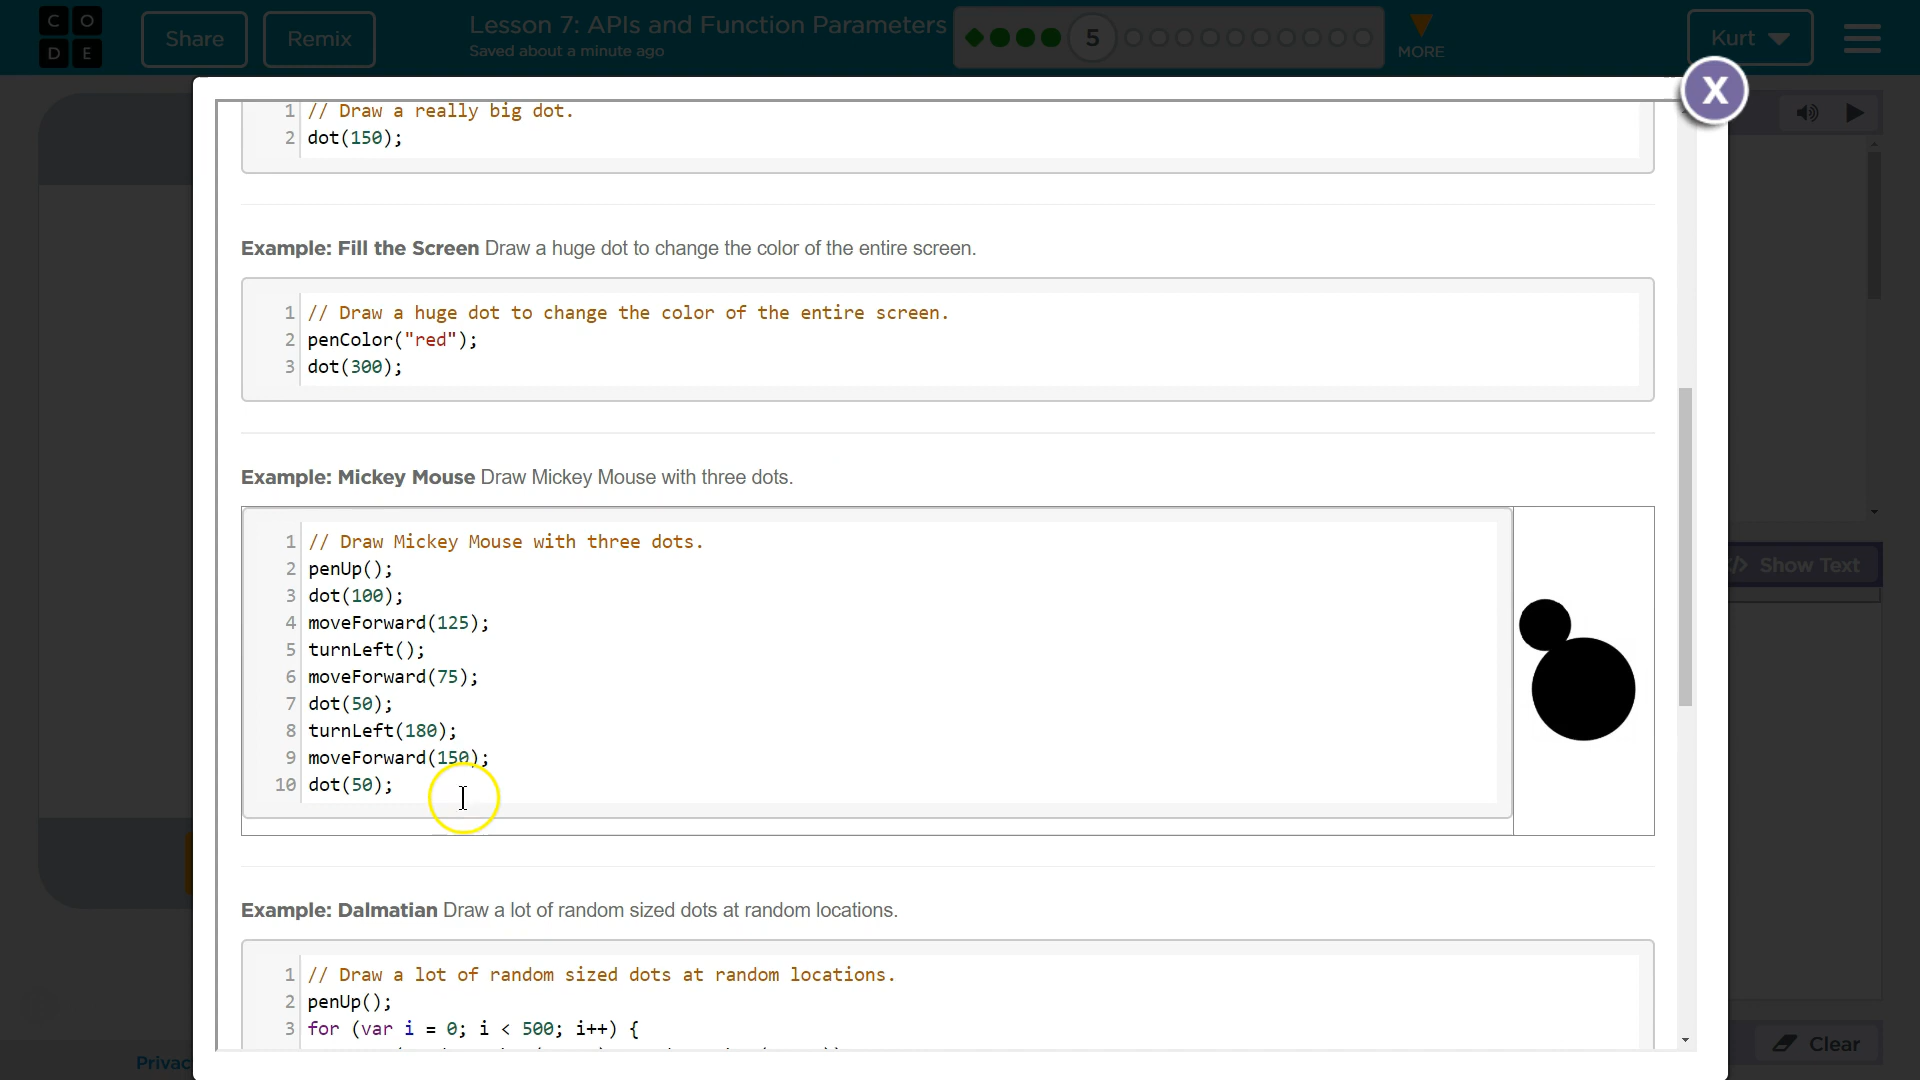 C O
D E
Share
Remix
Lesson 7: APIs and Function Parameters
Saved about a minute ago
5
MORE
Kurt
X
1 // Draw a really big dot.
2 dot(150);
Example: Fill the Screen Draw a huge dot to change the color of the entire screen.
1 // Draw a huge dot to change the color of the entire screen.
2 penColor("red");
3 dot(300);
Example: Mickey Mouse Draw Mickey Mouse with three dots.
1 // Draw Mickey Mouse with three dots.
2 penUp();
3 dot(100);
4 moveForward(125);
5 turnLeft();
6 moveForward(75);
7 dot(50);
8 turnLeft(180);
9 moveForward(150);
10 dot(50);
Show Text
Example: Dalmatian Draw a lot of random sized dots at random locations.
1 // Draw a lot of random sized dots at random locations.
2 penUp();
3 for (var i = 0; i < 500; i++) {
Clear
Privac